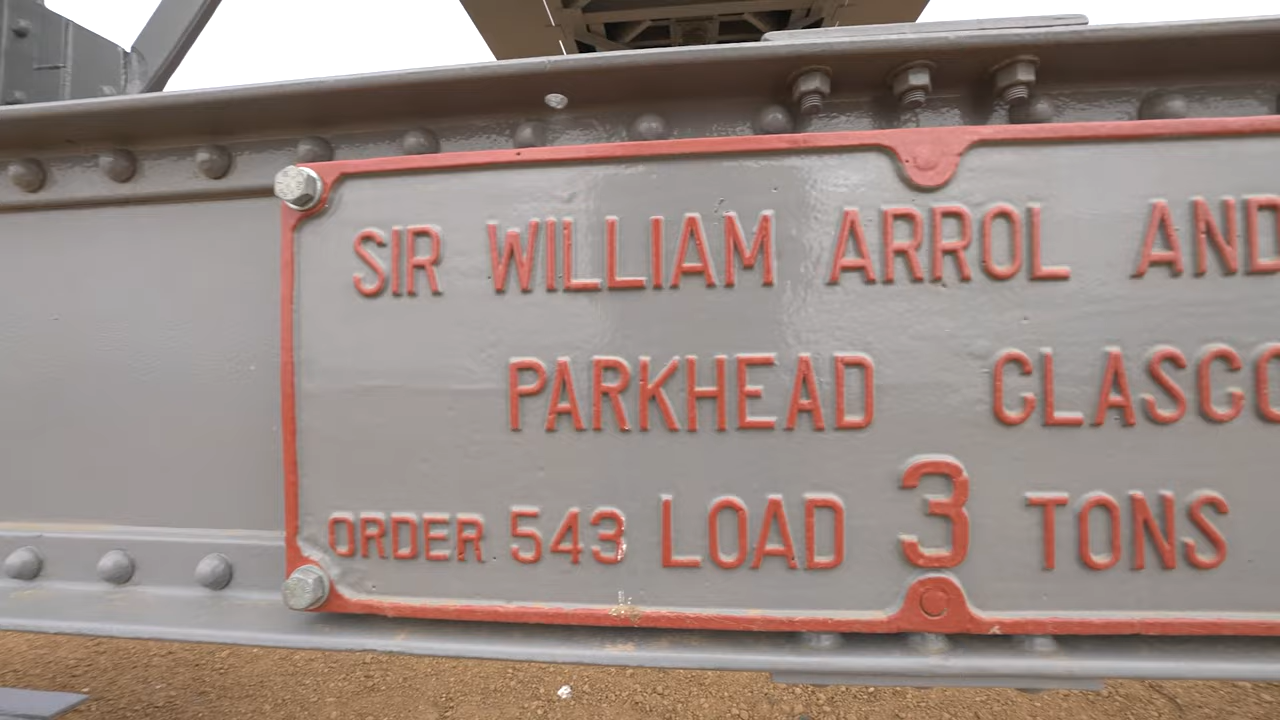 SIR WILLIAM ARROL AND
PARKHEAD GLASGO
ORDER 543 LOAD 3 TONS